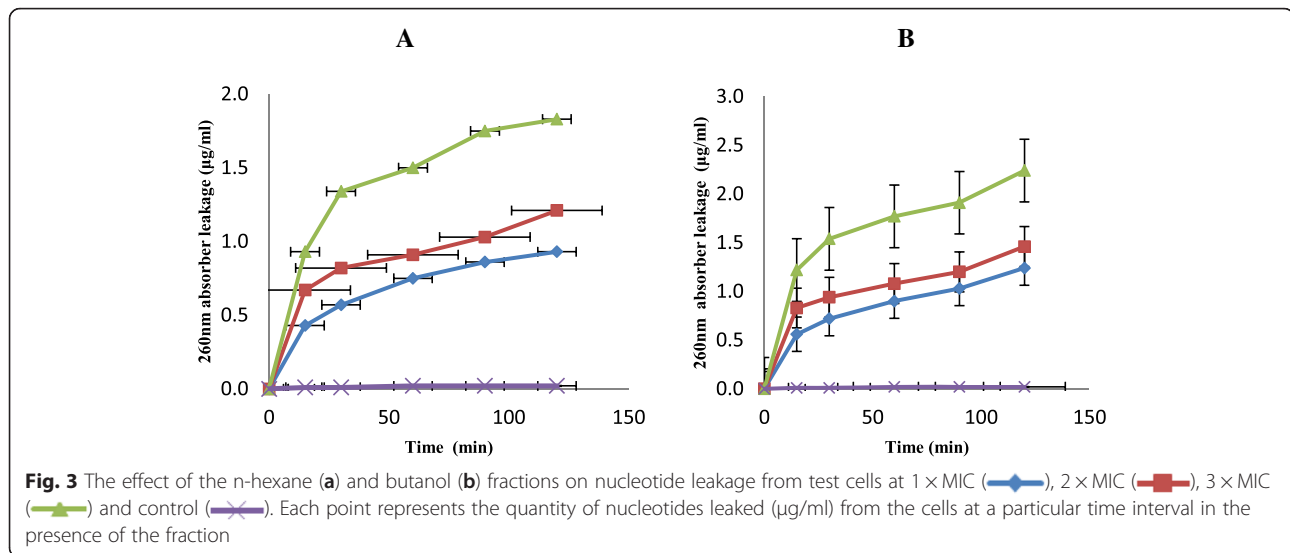 A
B
260nm absorber leakage (µg/ml)
2.0
1.5
1.0
0.5
0.0
0 50 100 150
Time (min)
260nm absorber leakage (µg/ml)
3.0
2.5
2.0
1.5
1.0
0.5
0.0
0 50 100 150
Time (min)
Fig. 3 The effect of the n-hexane (a) and butanol (b) fractions on nucleotide leakage from test cells at 1 × MIC ( ), 2 × MIC ( ), 3 × MIC
( ) and control ( ). Each point represents the quantity of nucleotides leaked (µg/ml) from the cells at a particular time interval in the
presence of the fraction